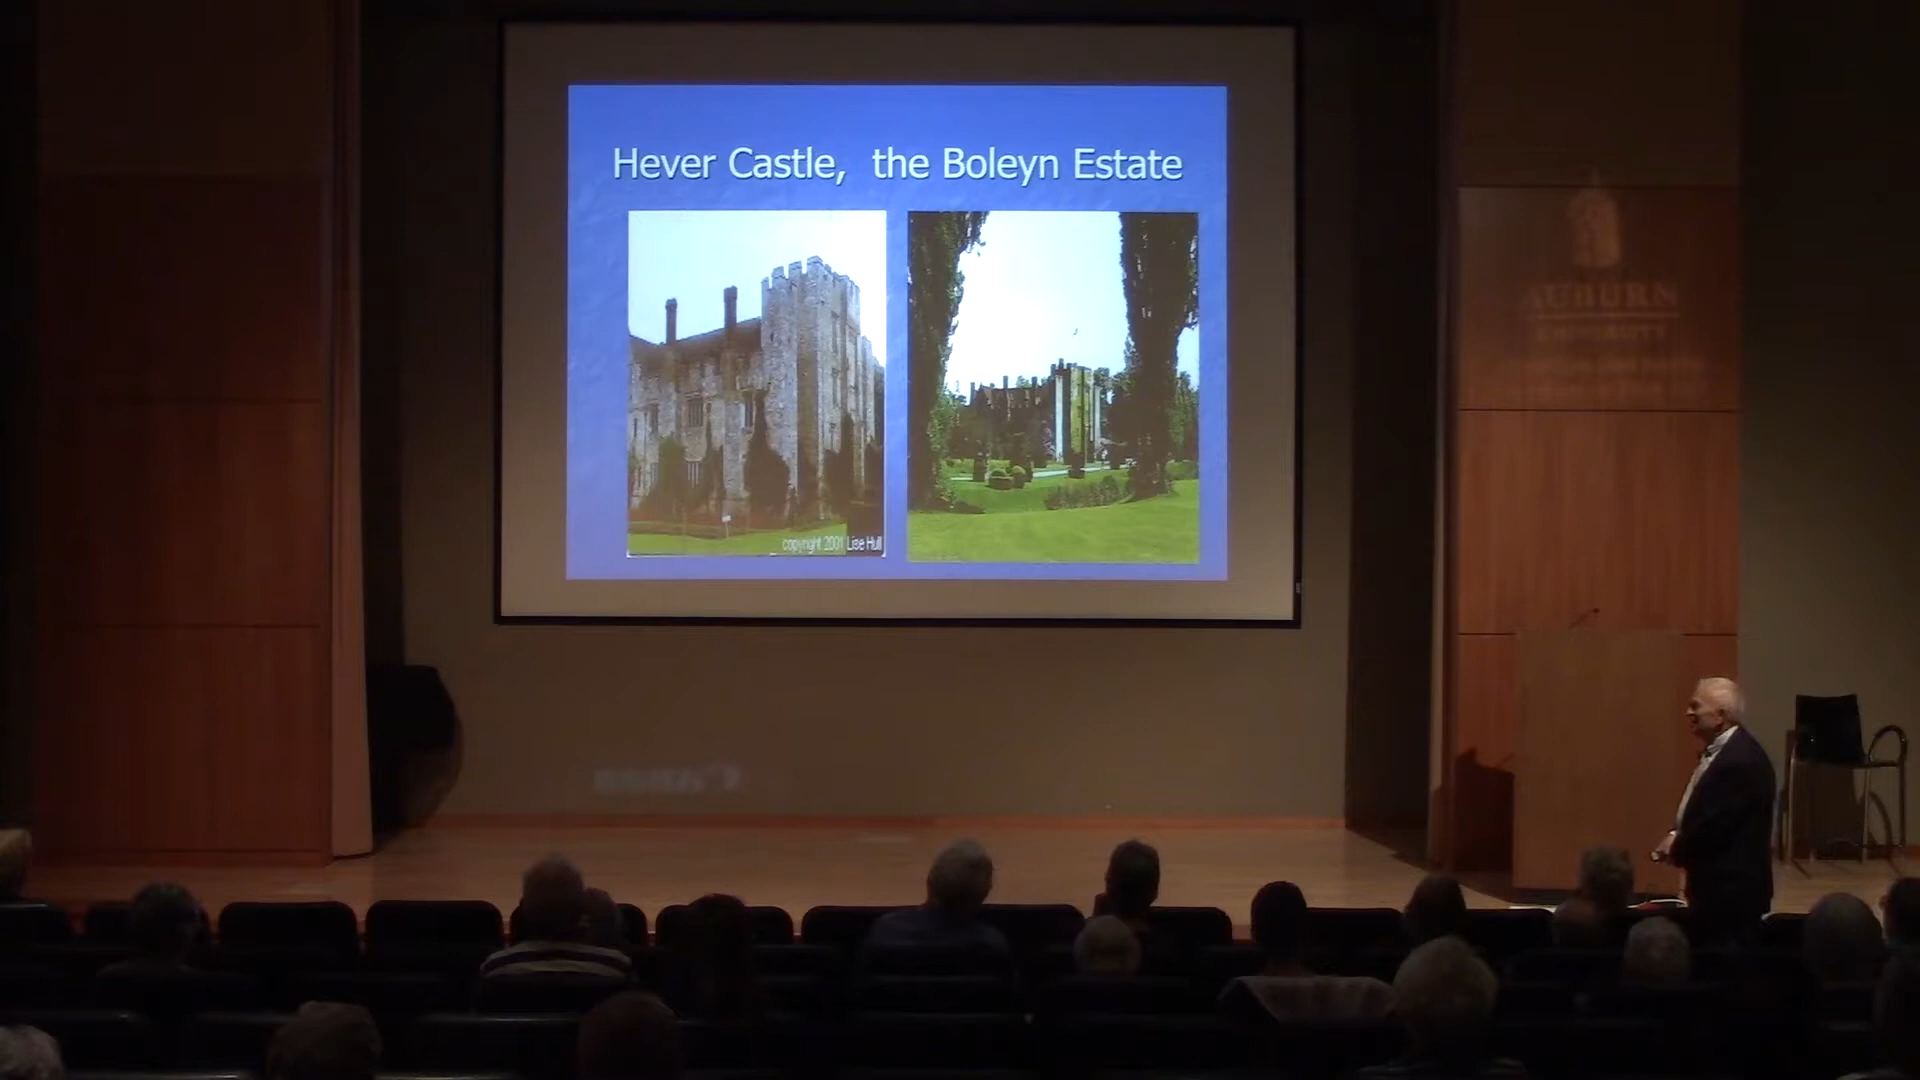 Hever Castle, the Boleyn Estate
copyright 2001 Lise Hull
AUBURN
UNIVERSITY